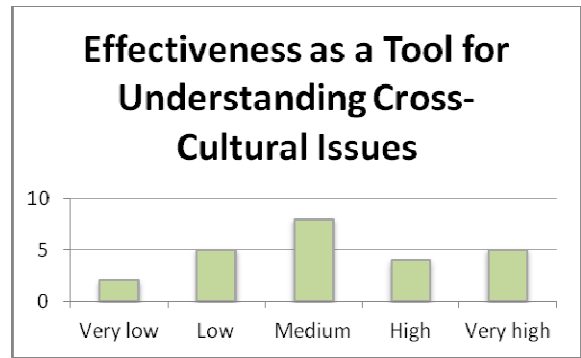 Effectiveness as a Tool for
Understanding Cross-
Cultural Issues
10
5
0
Very low Low Medium High Very high